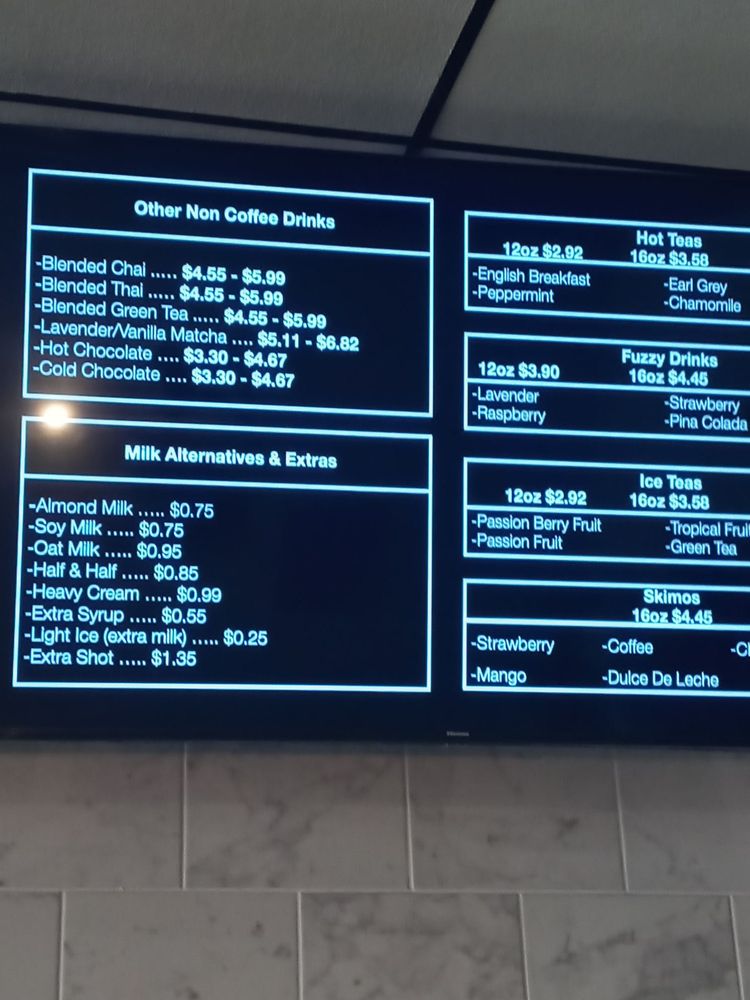 Other Non Coffee Drinks
-Blended Chai ..... $4.55 - $5.99
-Blended Thai ..... $4.55 - $5.99
-Blended Green Tea ..... $4.55 - $5.99
-Lavender/Vanilla Matcha .... $5.11 - $6.82
-Hot Chocolate .... $3.30 - $4.67
-Cold Chocolate .... $3.30 - $4.67
Milk Alternatives & Extras
-Almond Milk ..... $0.75
-Soy Milk ..... $0.75
-Oat Milk ..... $0.95
-Half & Half ..... $0.85
-Heavy Cream ..... $0.99
-Extra Syrup ..... $0.55
-Light Ice (extra milk) ..... $0.25
-Extra Shot ..... $1.35
Hot Teas
12oz $2.92 16oz $3.58
-English Breakfast -Earl Grey
-Peppermint -Chamomile
Fuzzy Drinks
12oz $3.90 16oz $4.45
-Lavender -Strawberry
-Raspberry -Pina Colada
Ice Teas
12oz $2.92 16oz $3.58
-Passion Berry Fruit -Tropical Fruit
-Passion Fruit -Green Tea
Skimos
16oz $4.45
-Strawberry -Coffee
-Mango -Dulce De Leche
Hisense